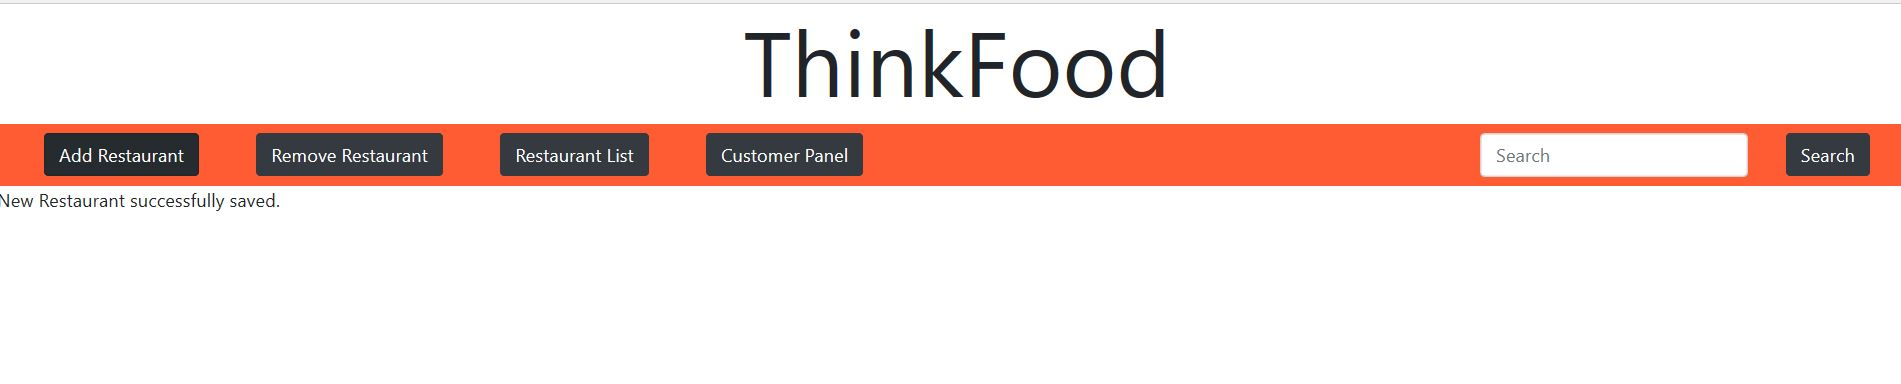 ThinkFood
Add Restaurant Remove Restaurant Restaurant List Customer Panel Search Search
New Restaurant successfully saved.